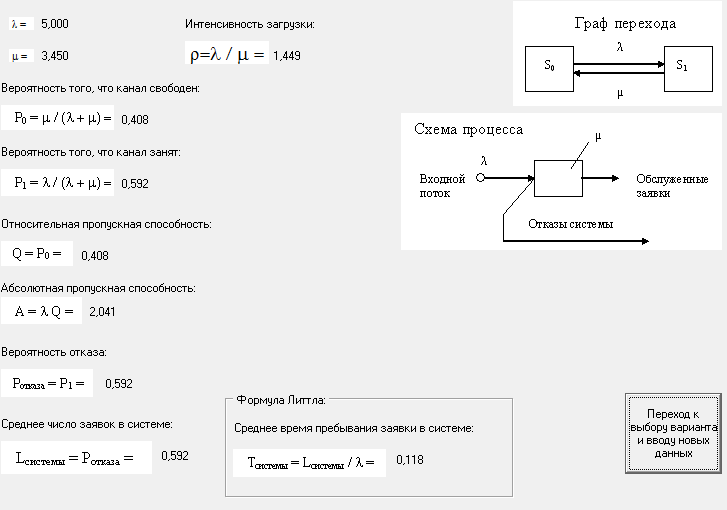 λ = 5,000
μ = 3,450
Интенсивность загрузки:
ρ=λ / μ = 1,449
Вероятность того, что канал свободен:
P0 = μ / (λ + μ) = 0,408
Вероятность того, что канал занят:
P1 = λ / (λ + μ) = 0,592
Относительная пропускная способность:
Q = P0 = 0,408
Абсолютная пропускная способность:
A = λ Q = 2,041
Вероятность отказа:
Pотказа = P1 = 0,592
Среднее число заявок в системе:
Lсистемы = Pотказа = 0,592
Формула Литтла:
Среднее время пребывания заявки в системе:
Tсистемы = Lсистемы / λ = 0,118
Граф перехода
λ
S0 S1
μ
Схема процесса
μ
λ
Входной
поток
Обслуженные
заявки
Отказы системы
Переход к
выбору варианта
и вводу новых
данных